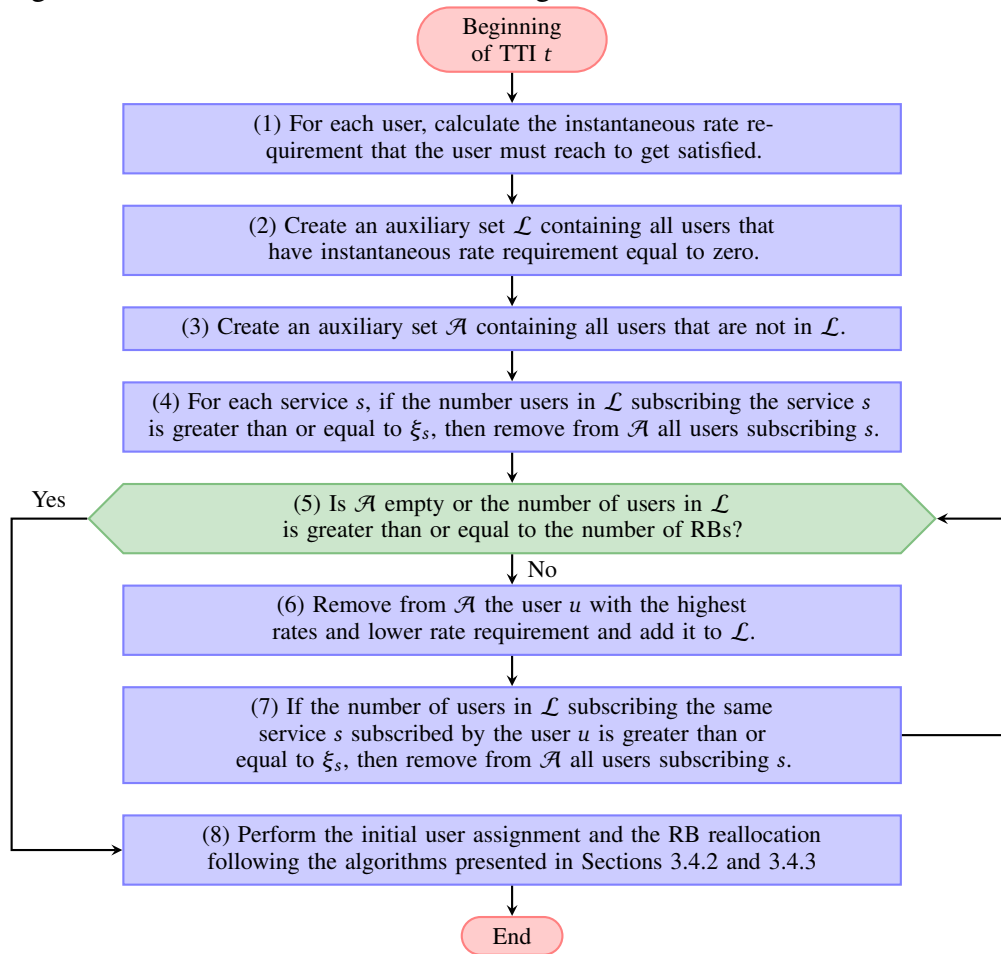 Beginning
of TTI t
(1) For each user, calculate the instantaneous rate re-
quirement that the user must reach to get satisfied.
(2) Create an auxiliary set ℒ containing all users that
have instantaneous rate requirement equal to zero.
(3) Create an auxiliary set 𝒜 containing all users that are not in ℒ.
(4) For each service s, if the number users in ℒ subscribing the service s
is greater than or equal to ξₛ, then remove from 𝒜 all users subscribing s.
Yes
(5) Is 𝒜 empty or the number of users in ℒ
is greater than or equal to the number of RBs?
No
(6) Remove from 𝒜 the user u with the highest
rates and lower rate requirement and add it to ℒ.
(7) If the number of users in ℒ subscribing the same
service s subscribed by the user u is greater than or
equal to ξₛ, then remove from 𝒜 all users subscribing s.
(8) Perform the initial user assignment and the RB reallocation
following the algorithms presented in Sections 3.4.2 and 3.4.3
End